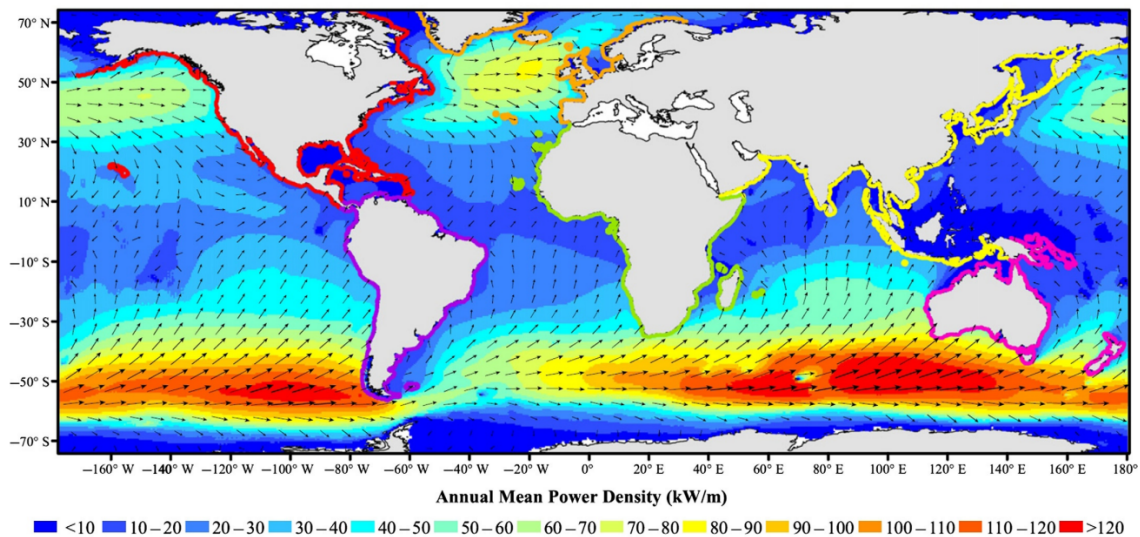 70° N
50° N
30° N
10° N
−10° S
−30° S
−50° S
−70° S
−160° W −140° W −120° W −100° W −80° W −60° W −40° W −20° W 0° 20° E 40° E 60° E 80° E 100° E 120° E 140° E 160° E 180° E
Annual Mean Power Density (kW/m)
<10 10–20 20–30 30–40 40–50 50–60 60–70 70–80 80–90 90–100 100–110 110–120 >120